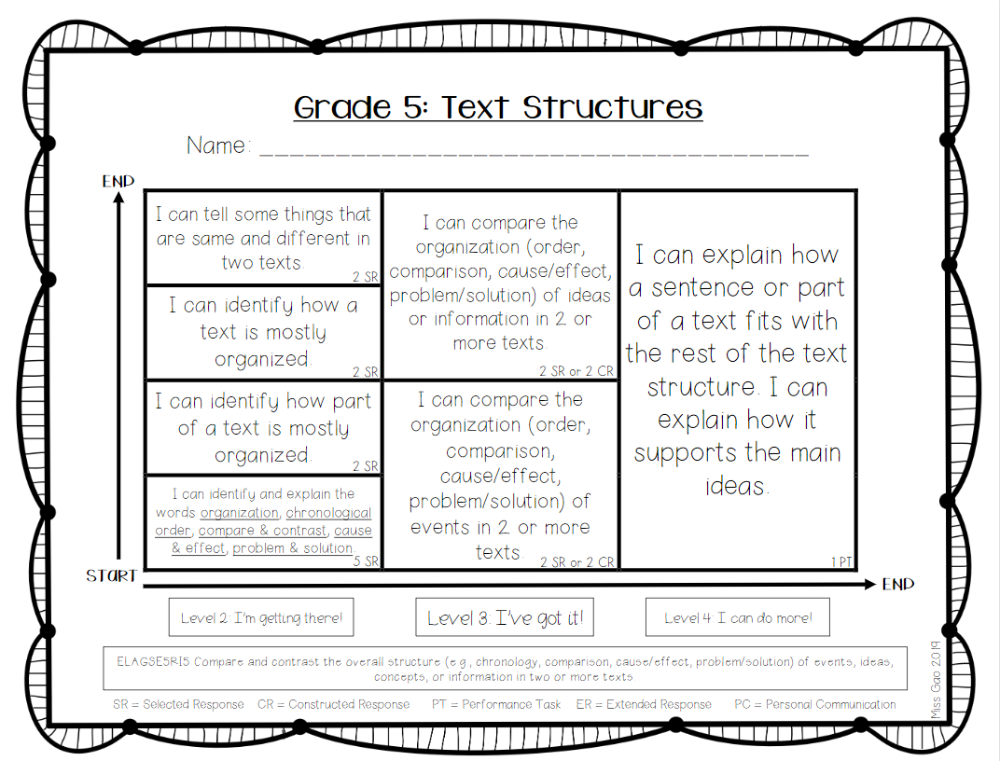 Grade 5: Text Structures
Name: ____________________________________
END
I can tell some things that
are same and different in
two texts.
2 SR
I can identify how a
text is mostly
organized.
2 SR
I can identify how part
of a text is mostly
organized.
2 SR
I can identify and explain the
words organization, chronological
order, compare & contrast, cause
& effect, problem & solution.
5 SR
I can compare the
organization (order,
comparison, cause/effect,
problem/solution) of ideas
or information in 2 or
more texts.
2 SR or 2 CR
I can compare the
organization (order,
comparison,
cause/effect,
problem/solution) of
events in 2 or more
texts.
2 SR or 2 CR
I can explain how
a sentence or part
of a text fits with
the rest of the text
structure. I can
explain how it
supports the main
ideas.
1 PT
START
END
Level 2: I'm getting there!
Level 3: I've got it!
Level 4: I can do more!
ELAGSE5RI5 Compare and contrast the overall structure (e.g., chronology, comparison, cause/effect, problem/solution) of events, ideas,
concepts, or information in two or more texts.
SR = Selected Response CR = Constructed Response PT = Performance Task ER = Extended Response PC = Personal Communication
Miss Gao 2019